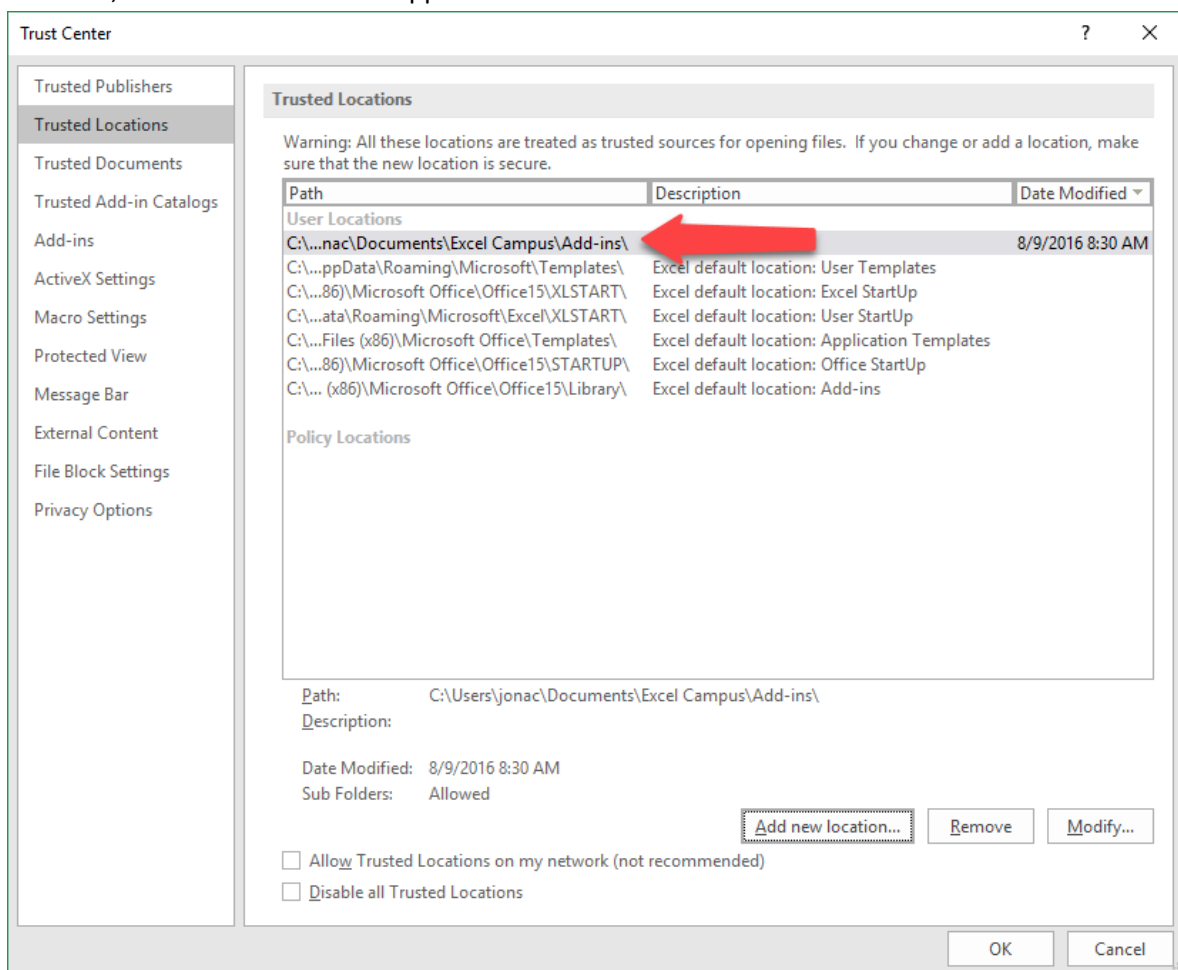 Trust Center
?
Trusted Publishers
Trusted Locations
Trusted Documents
Trusted Add-in Catalogs
Add-ins
ActiveX Settings
Macro Settings
Protected View
Message Bar
External Content
File Block Settings
Privacy Options
Trusted Locations
Warning: All these locations are treated as trusted sources for opening files. If you change or add a location, make
sure that the new location is secure.
Path Description Date Modified
User Locations
C:\...nac\Documents\Excel Campus\Add-ins\ 8/9/2016 8:30 AM
C:\...ppData\Roaming\Microsoft\Templates\ Excel default location: User Templates
C:\...86)\Microsoft Office\Office15\XLSTART\ Excel default location: Excel StartUp
C:\...ata\Roaming\Microsoft\Excel\XLSTART\ Excel default location: User StartUp
C:\...Files (x86)\Microsoft Office\Templates\ Excel default location: Application Templates
C:\...86)\Microsoft Office\Office15\STARTUP\ Excel default location: Office StartUp
C:\... (x86)\Microsoft Office\Office15\Library\ Excel default location: Add-ins
Policy Locations
Path: C:\Users\jonac\Documents\Excel Campus\Add-ins\
Description:
Date Modified: 8/9/2016 8:30 AM
Sub Folders: Allowed
Add new location... Remove Modify...
Allow Trusted Locations on my network (not recommended)
Disable all Trusted Locations
OK Cancel